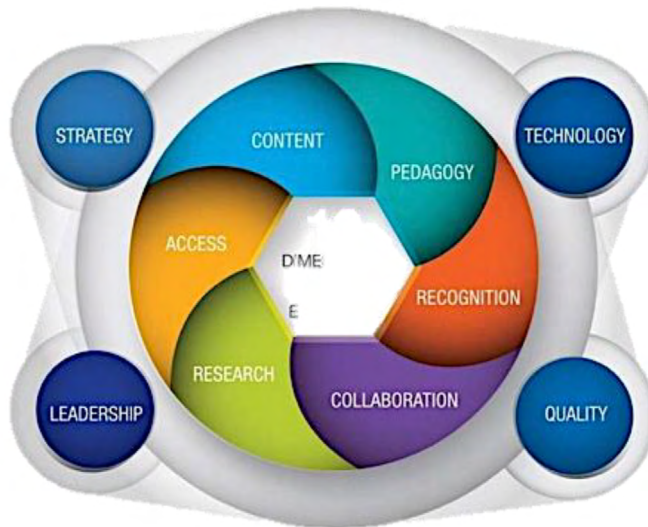 STRATEGY
CONTENT
TECHNOLOGY
PEDAGOGY
ACCESS
RECOGNITION
RESEARCH
COLLABORATION
LEADERSHIP
QUALITY